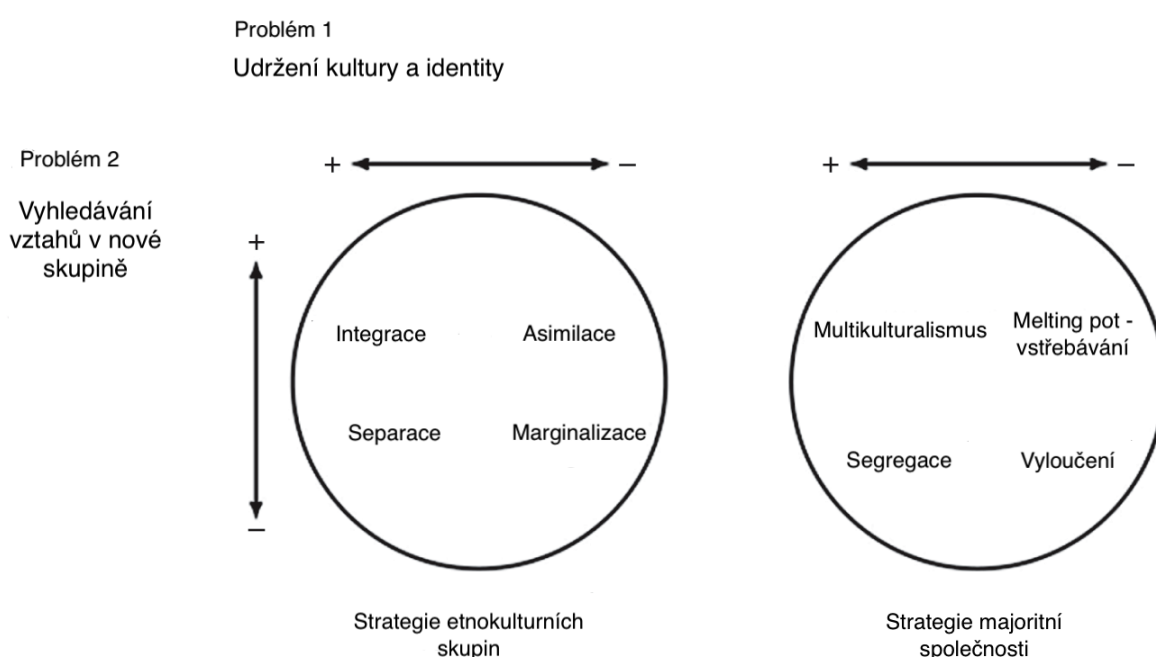 Problém 1
Udržení kultury a identity
Problém 2
Vyhledávání
vztahů v nové
skupině
+ −
+ −
+
−
Integrace Asimilace
Separace Marginalizace
Multikulturalismus Melting pot -
vstřebávání
Segregace Vyloučení
Strategie etnokulturních
skupin
Strategie majoritní
společnosti